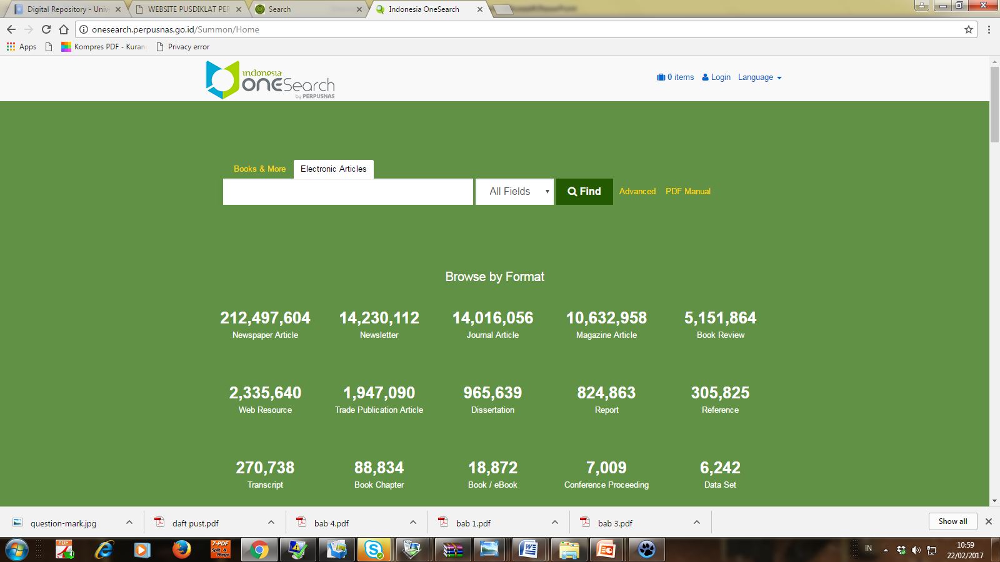 Digital Repository - Unive
WEBSITE PUSDIKLAT PER
Search
Indonesia OneSearch
onesearch.perpusnas.go.id/Summon/Home
Apps
Kompres PDF - Kuran
Privacy error
indonesia
oneSearch
by PERPUSNAS
0 items
Login
Language
Books & More
Electronic Articles
All Fields
Find
Advanced
PDF Manual
Browse by Format
212,497,604 14,230,112 14,016,056 10,632,958 5,151,864
Newspaper Article Newsletter Journal Article Magazine Article Book Review
2,335,640 1,947,090 965,639 824,863 305,825
Web Resource Trade Publication Article Dissertation Report Reference
270,738 88,834 18,872 7,009 6,242
Transcript Book Chapter Book / eBook Conference Proceeding Data Set
question-mark.jpg
daft pust.pdf
bab 4.pdf
bab 1.pdf
bab 3.pdf
Show all
PDF
7-PDF
Split &
Merge
IN
10:59
22/02/2017